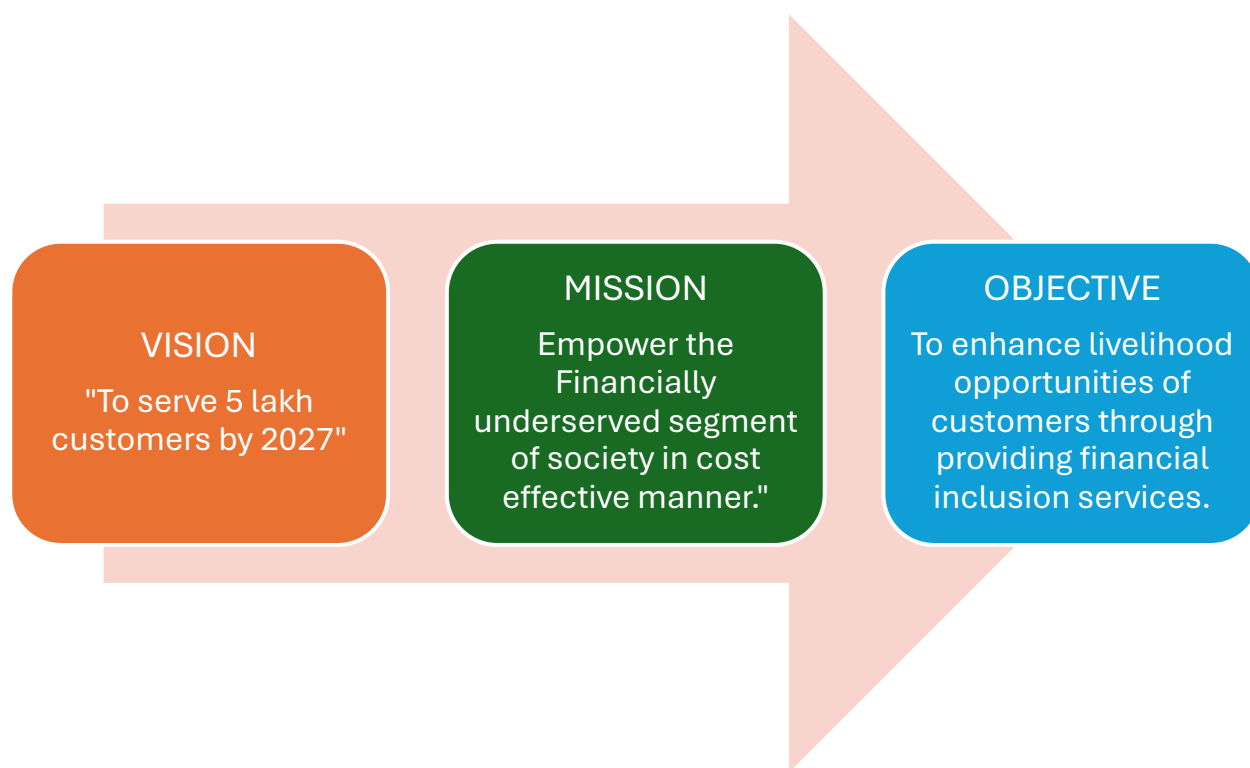 VISION
"To serve 5 lakh
customers by 2027"
MISSION
Empower the
Financially
underserved segment
of society in cost
effective manner."
OBJECTIVE
To enhance livelihood
opportunities of
customers through
providing financial
inclusion services.